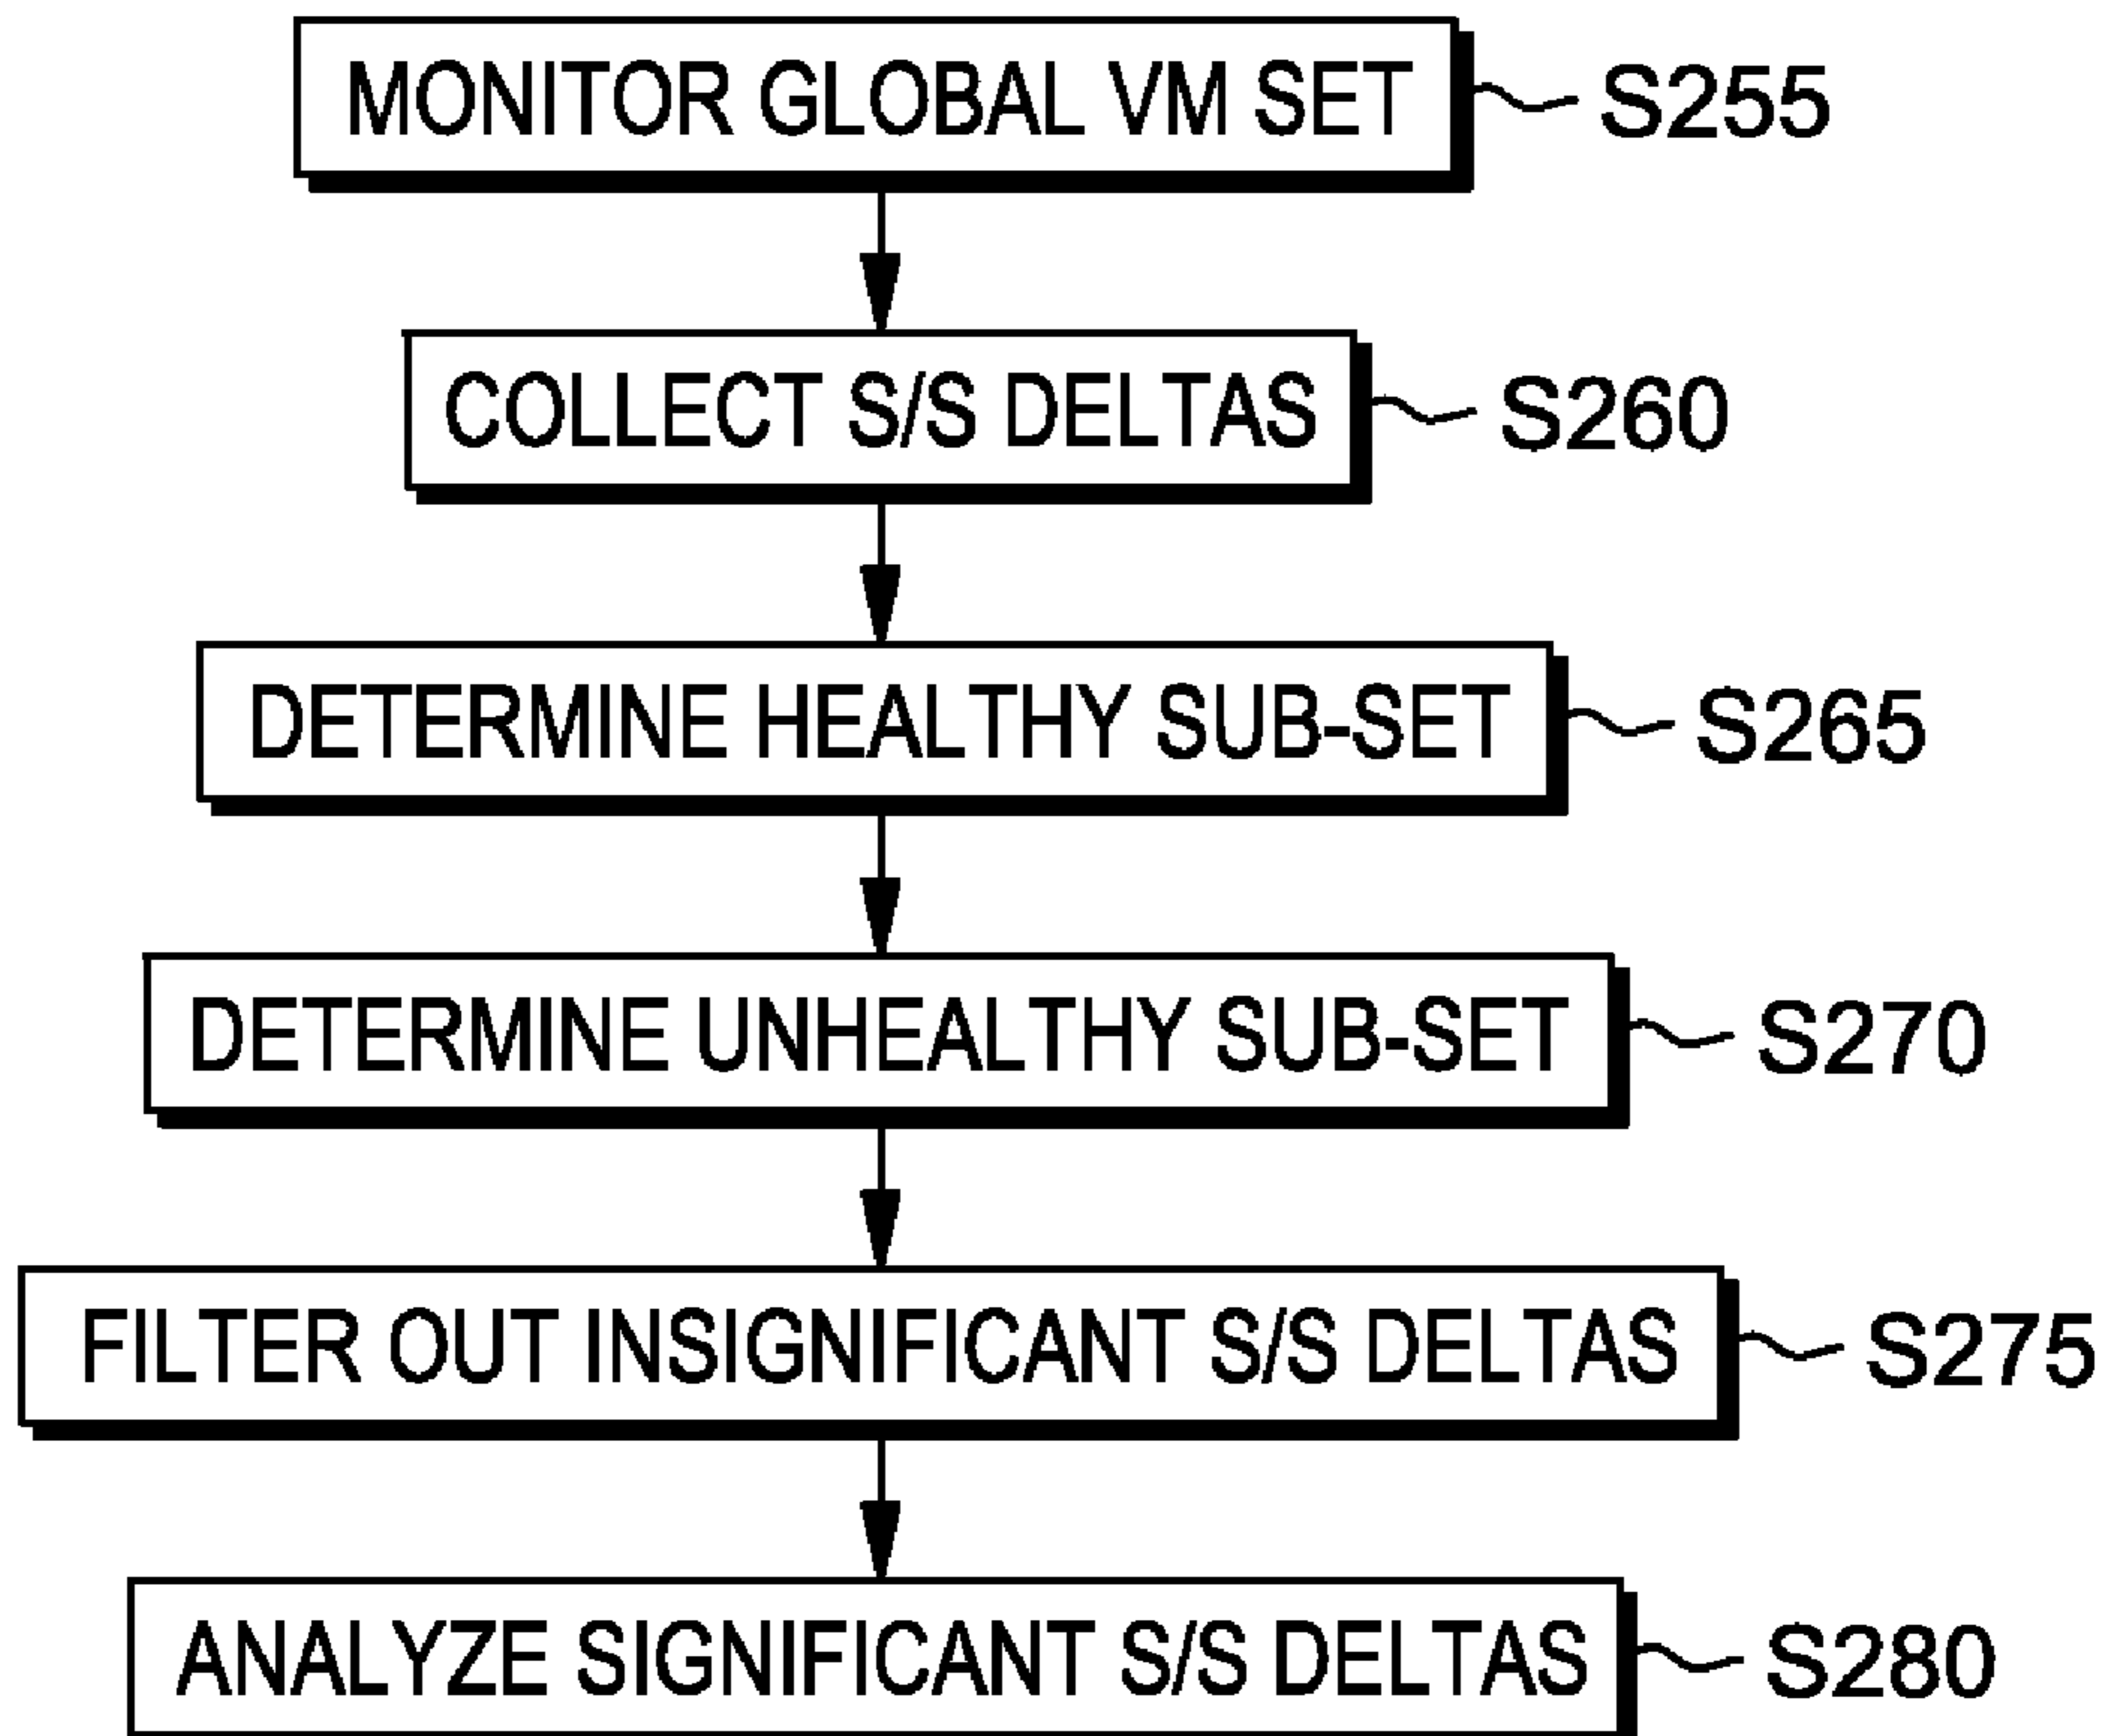 MONITOR GLOBAL VM SET S255
COLLECT S/S DELTAS S260
DETERMINE HEALTHY SUB-SET S265
DETERMINE UNHEALTHY SUB-SET S270
FILTER OUT INSIGNIFICANT S/S DELTAS S275
ANALYZE SIGNIFICANT S/S DELTAS S280